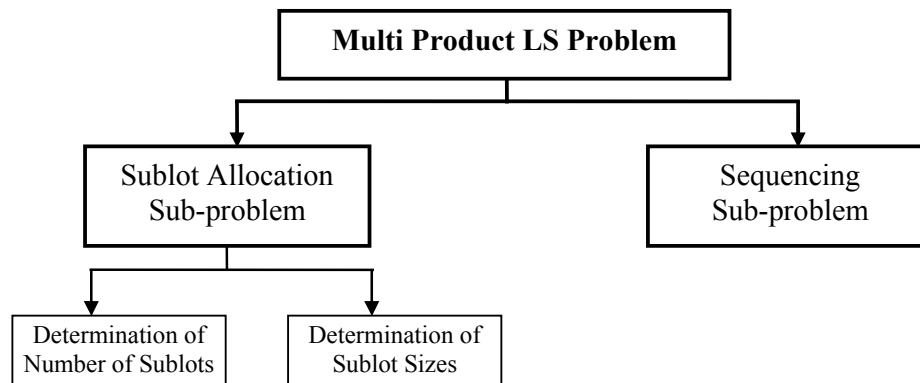 Multi Product LS Problem
Sublot Allocation
Sub-problem
Sequencing
Sub-problem
Determination of
Number of Sublots
Determination of
Sublot Sizes